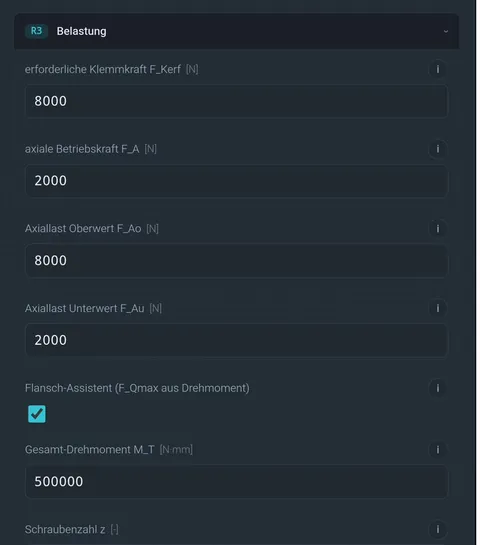 R3 Belastung
erforderliche Klemmkraft F_Kerf [N] i
8000
axiale Betriebskraft F_A [N] i
2000
Axiallast Oberwert F_Ao [N] i
8000
Axiallast Unterwert F_Au [N] i
2000
Flansch-Assistent (F_Qmax aus Drehmoment) i
Gesamt-Drehmoment M_T [N·mm] i
500000
Schraubenzahl z [-] i